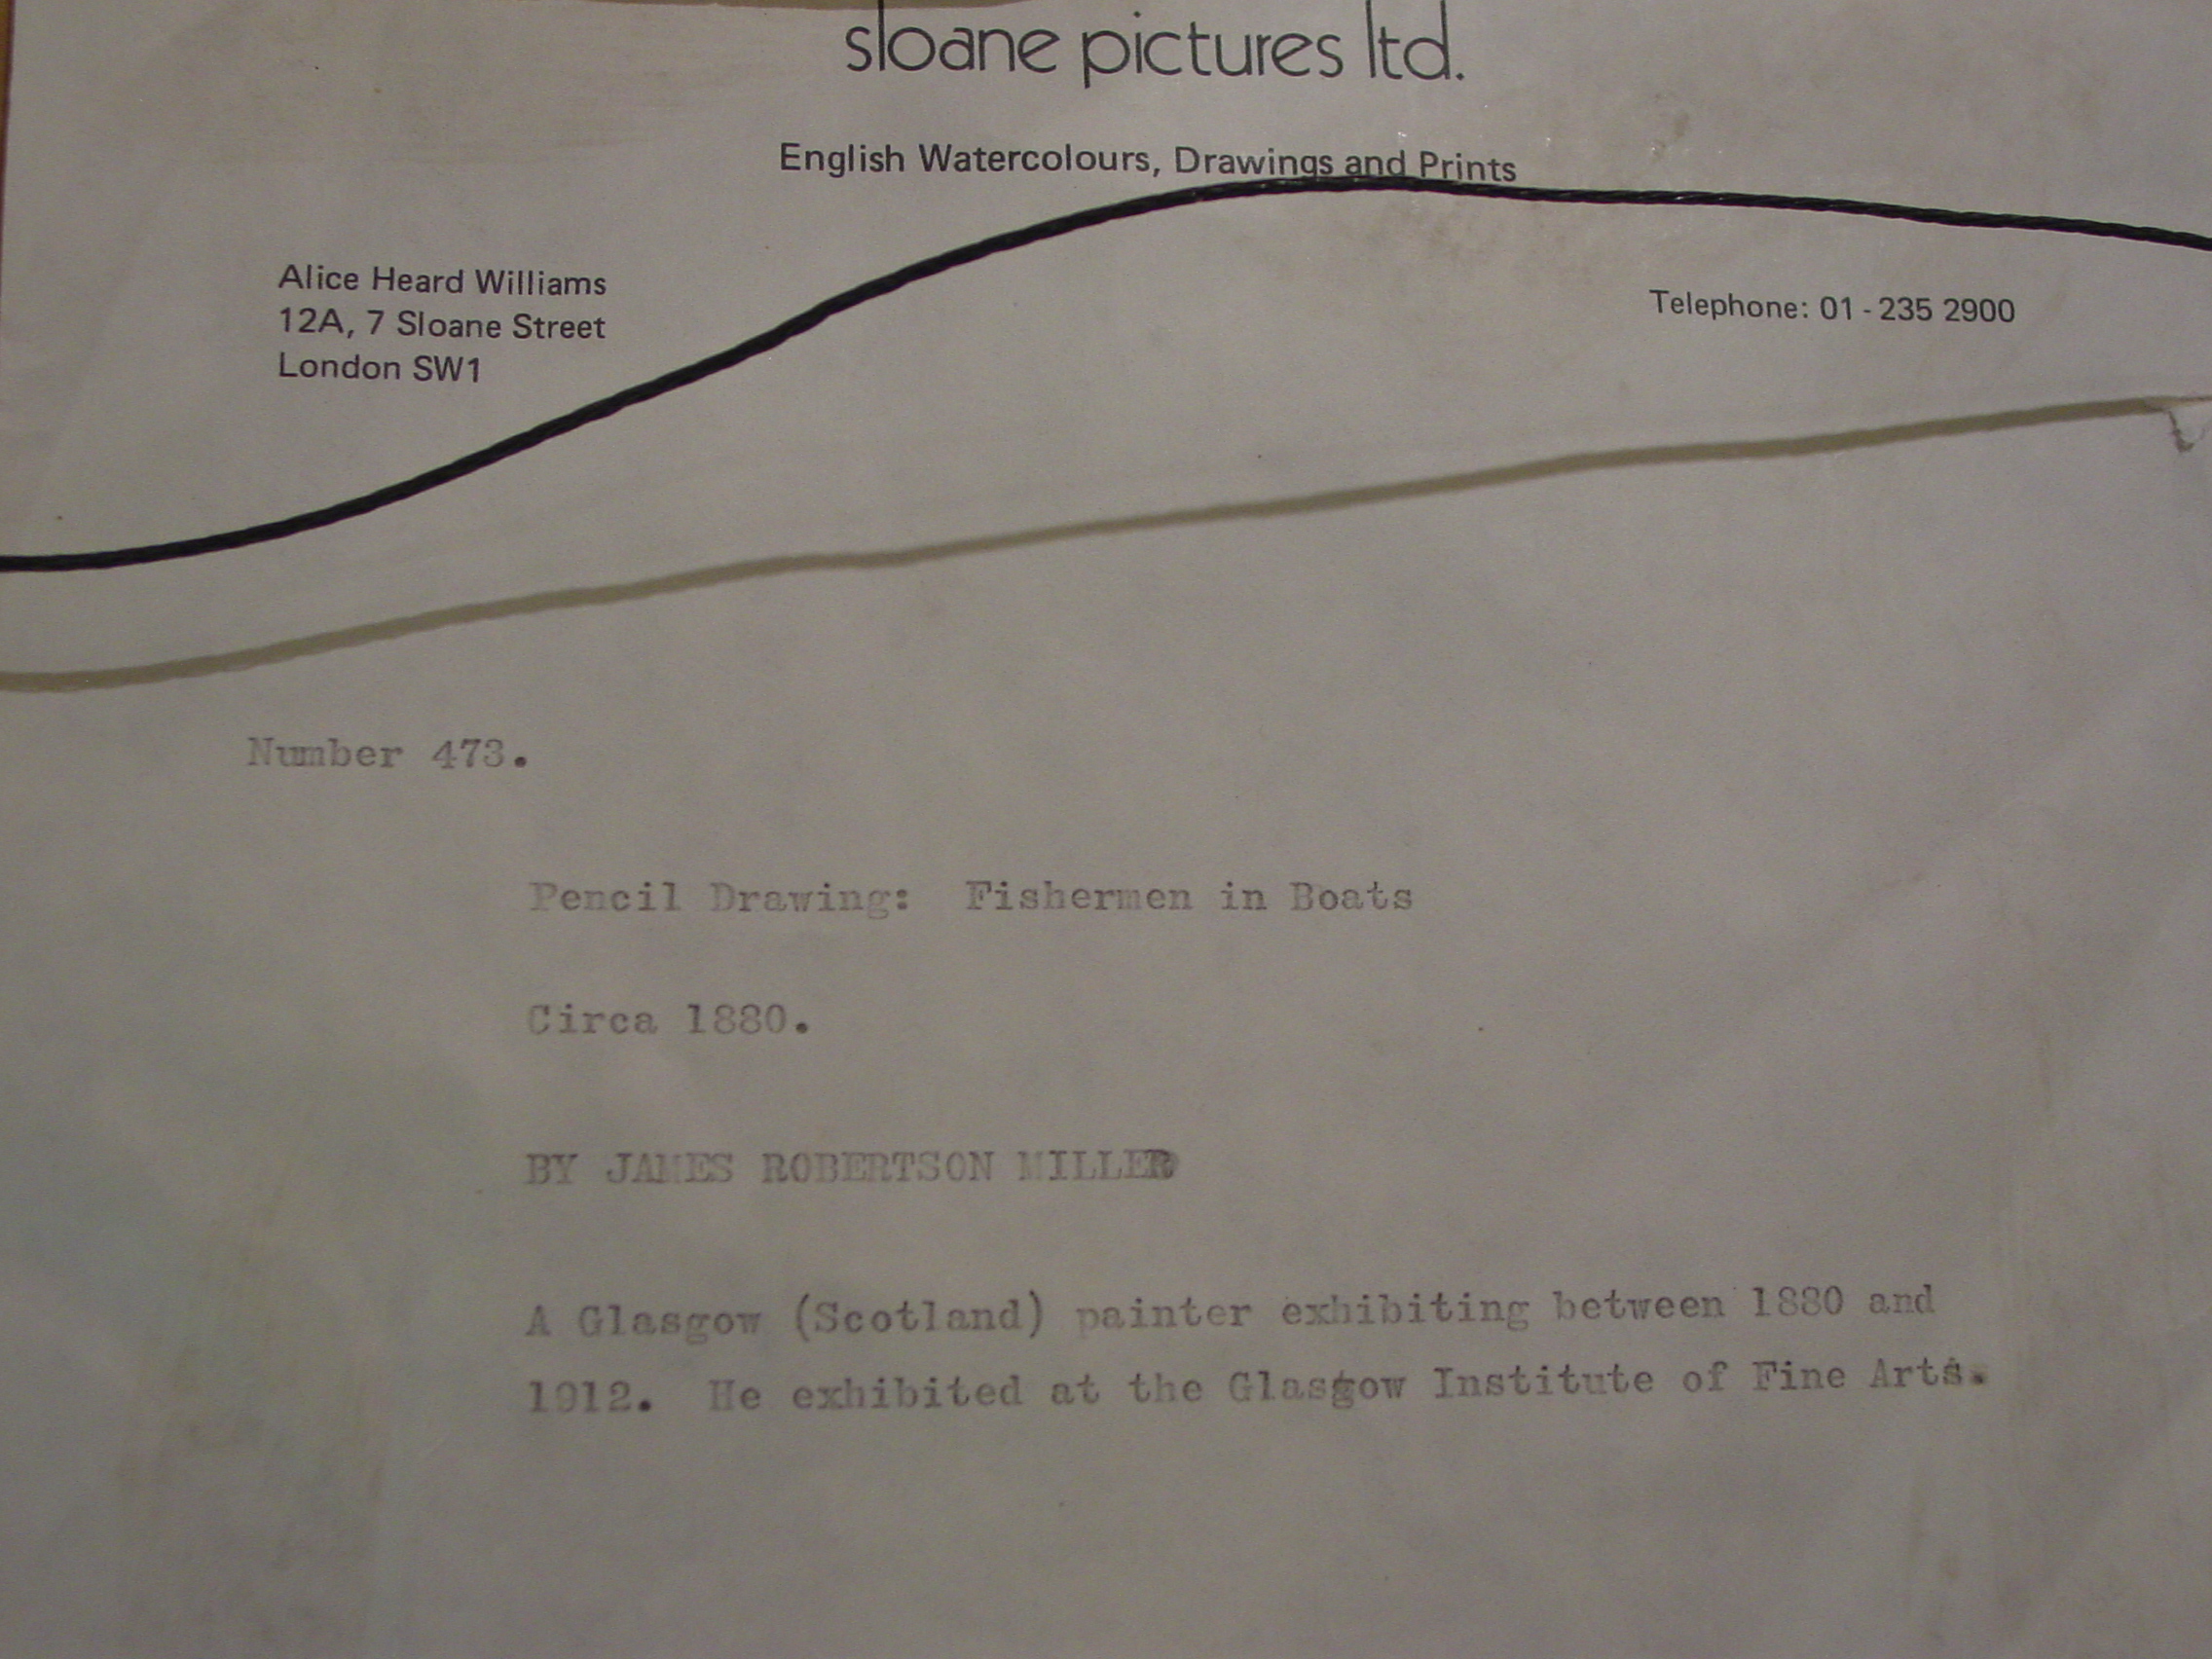 sloane pictures ltd.
English Watercolours, Drawings and Prints
Alice Heard Williams
12A, 7 Sloane Street
London SW1
Telephone: 01 - 235 2900
Number 473.
Pencil Drawing: Fishermen in Boats
Circa 1880.
BY JAMES ROBERTSON MILLER
A Glasgow (Scotland) painter exhibiting between 1880 and
1912. He exhibited at the Glasgow Institute of Fine Arts.